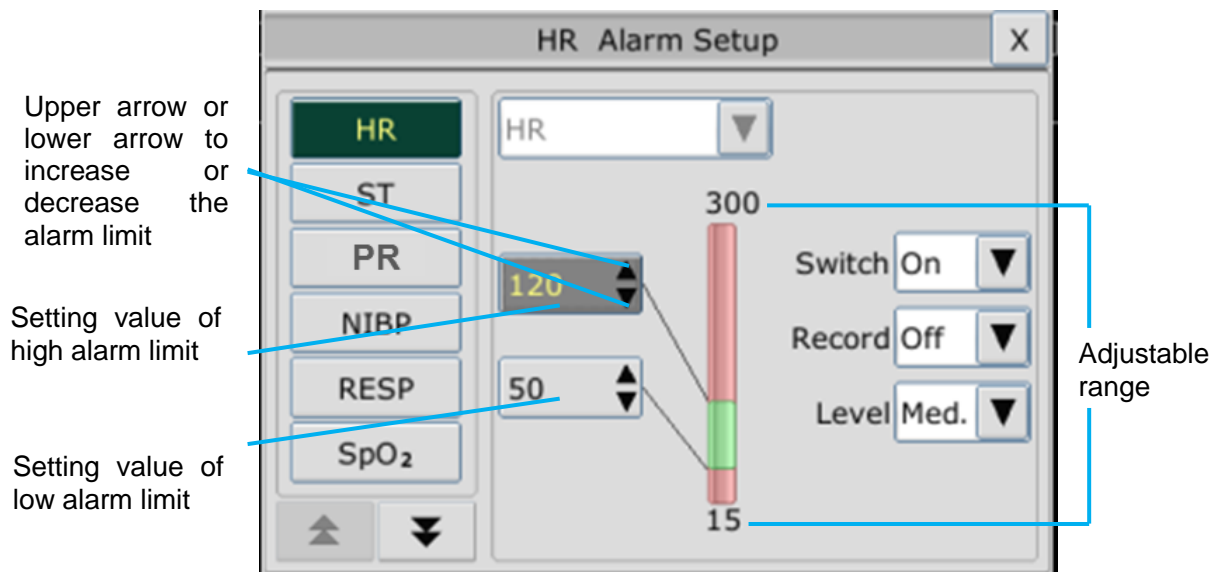 HR Alarm Setup
X
Upper arrow or
lower arrow to
increase or
decrease the
alarm limit
Setting value of
high alarm limit
Setting value of
low alarm limit
HR
ST
PR
NIBP
RESP
SpO₂
HR
120
50
300
15
Switch On
Record Off
Level Med.
Adjustable
range